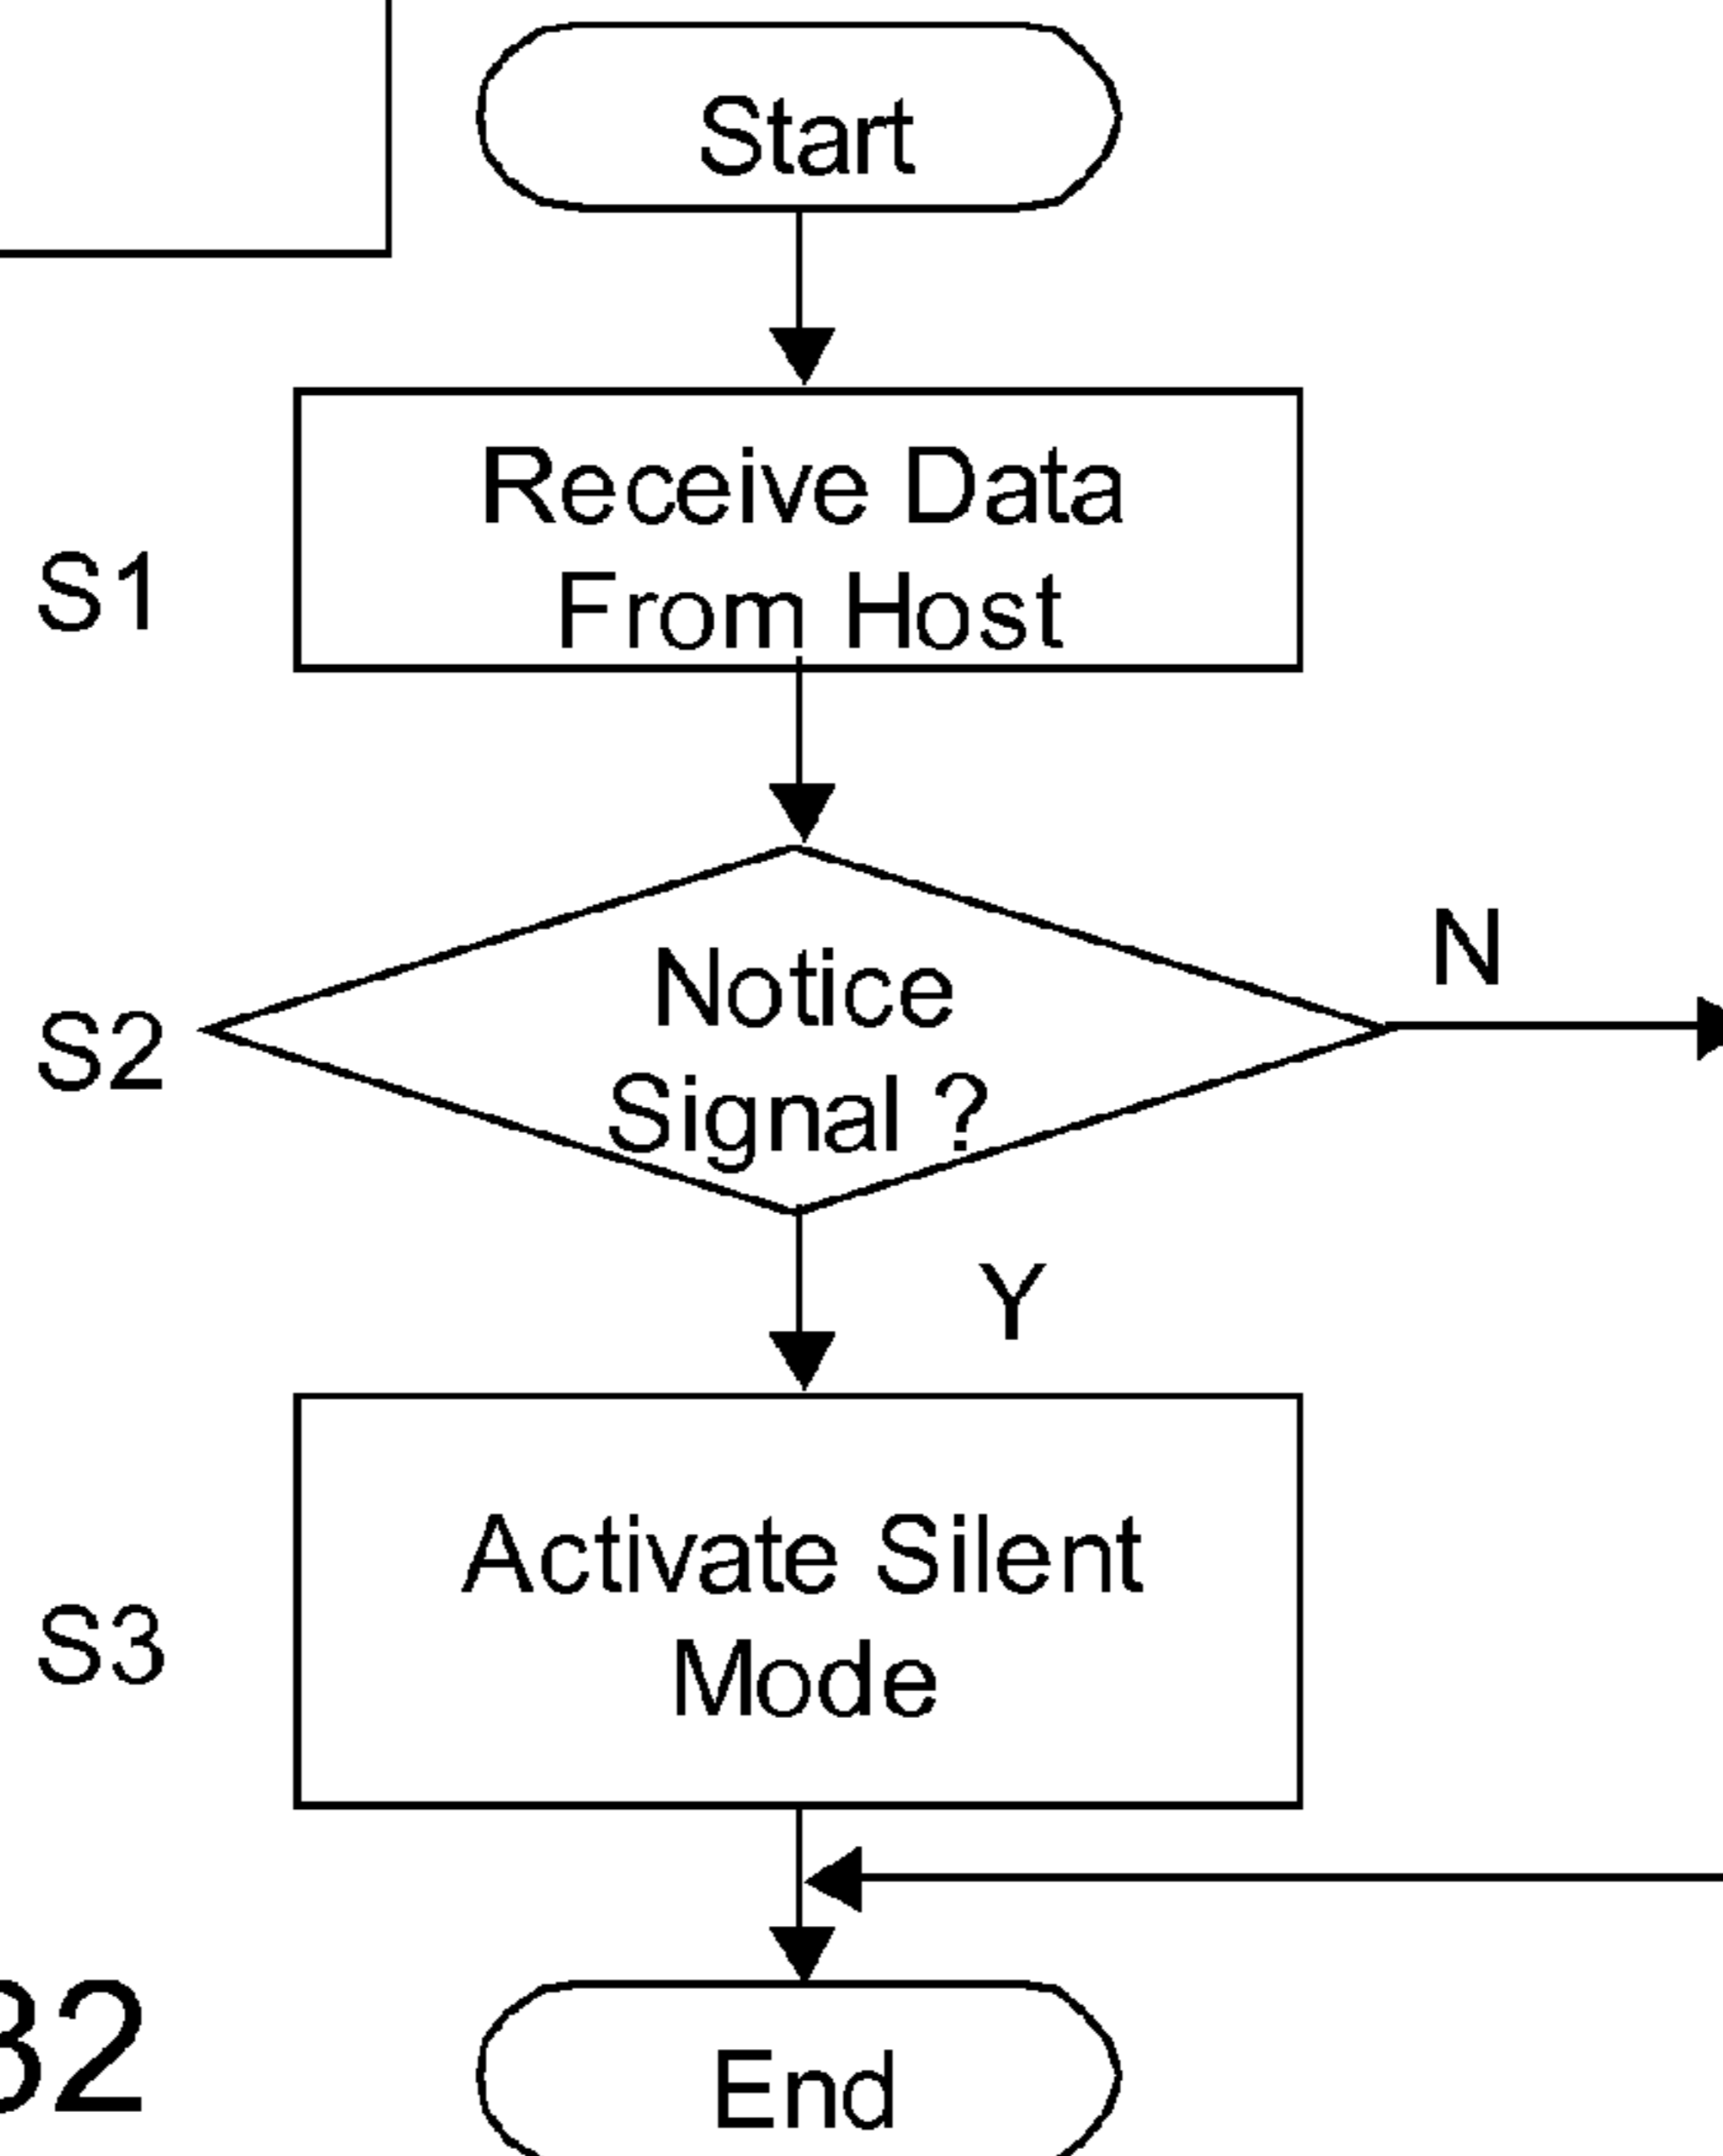 Start
Receive Data
From Host
S1
Notice
Signal ?
N
S2
Y
Activate Silent
Mode
S3
End